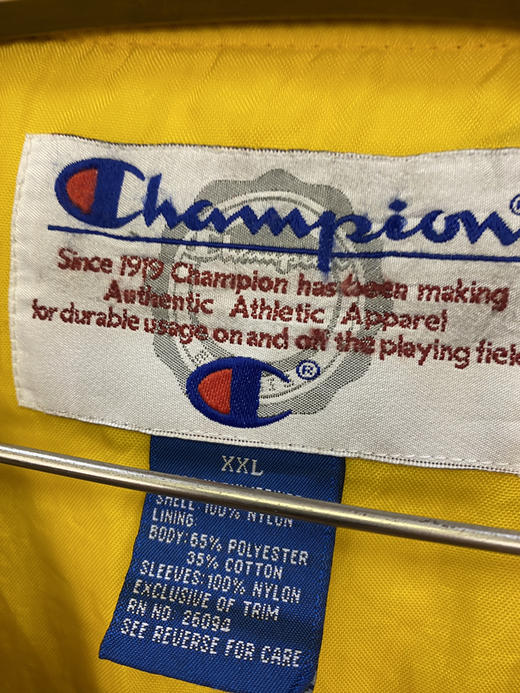 Champion®
Since 1919 Champion has been making
Authentic Athletic Apparel
for durable usage on and off the playing field
®
XXL
SHELL: 100% NYLON
LINING:
BODY: 65% POLYESTER
35% COTTON
SLEEVES: 100% NYLON
EXCLUSIVE OF TRIM
RN NO. 26094
SEE REVERSE FOR CARE